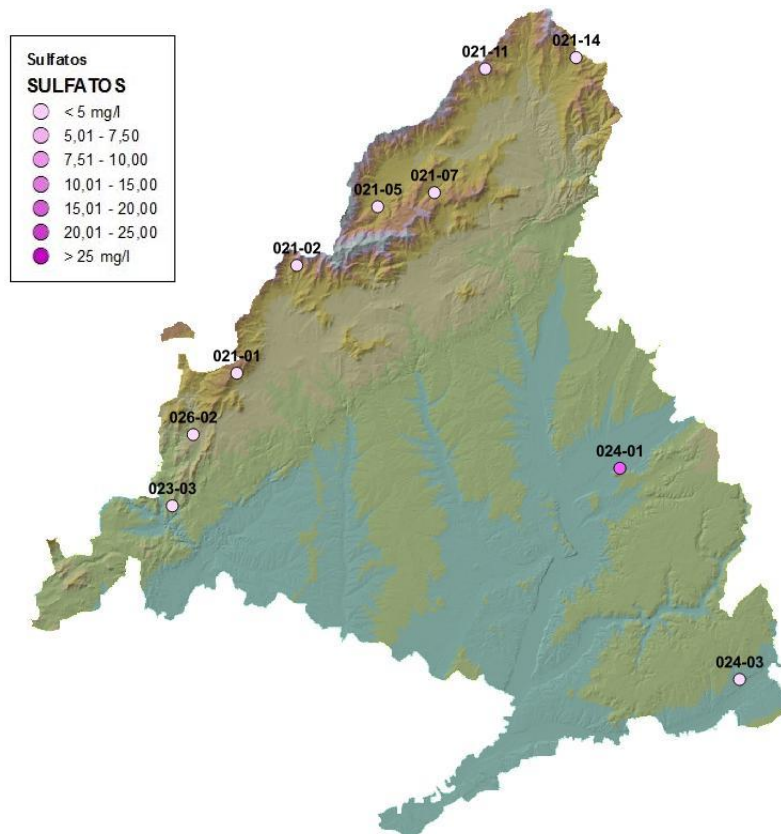 Sulfatos
SULFATOS
< 5 mg/l
5,01 - 7,50
7,51 - 10,00
10,01 - 15,00
15,01 - 20,00
20,01 - 25,00
> 25 mg/l
021-11
021-14
021-05
021-07
021-02
021-01
026-02
024-01
023-03
024-03